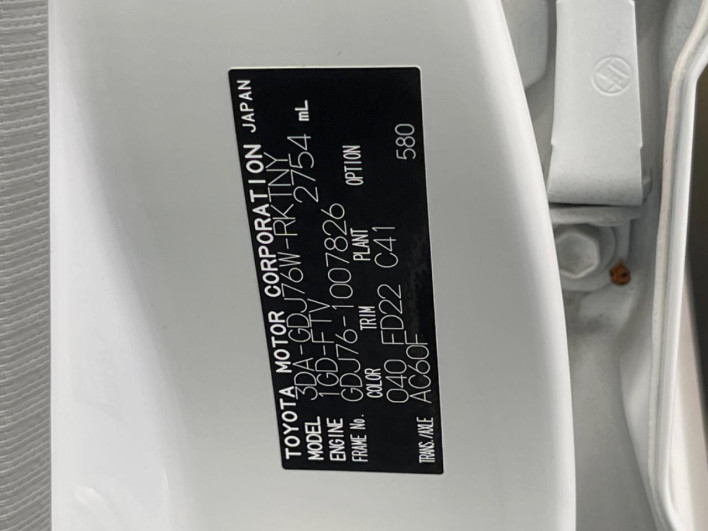 TOYOTA MOTOR CORPORATION JAPAN
MODEL 3DA-GDJ76W-RKTNY
ENGINE 1GD-FTV 2754 mL
FRAME No. GDJ76-1007826
COLOR TRIM PLANT OPTION
040 FD22 C41 580
TRANS./AXLE AC60F